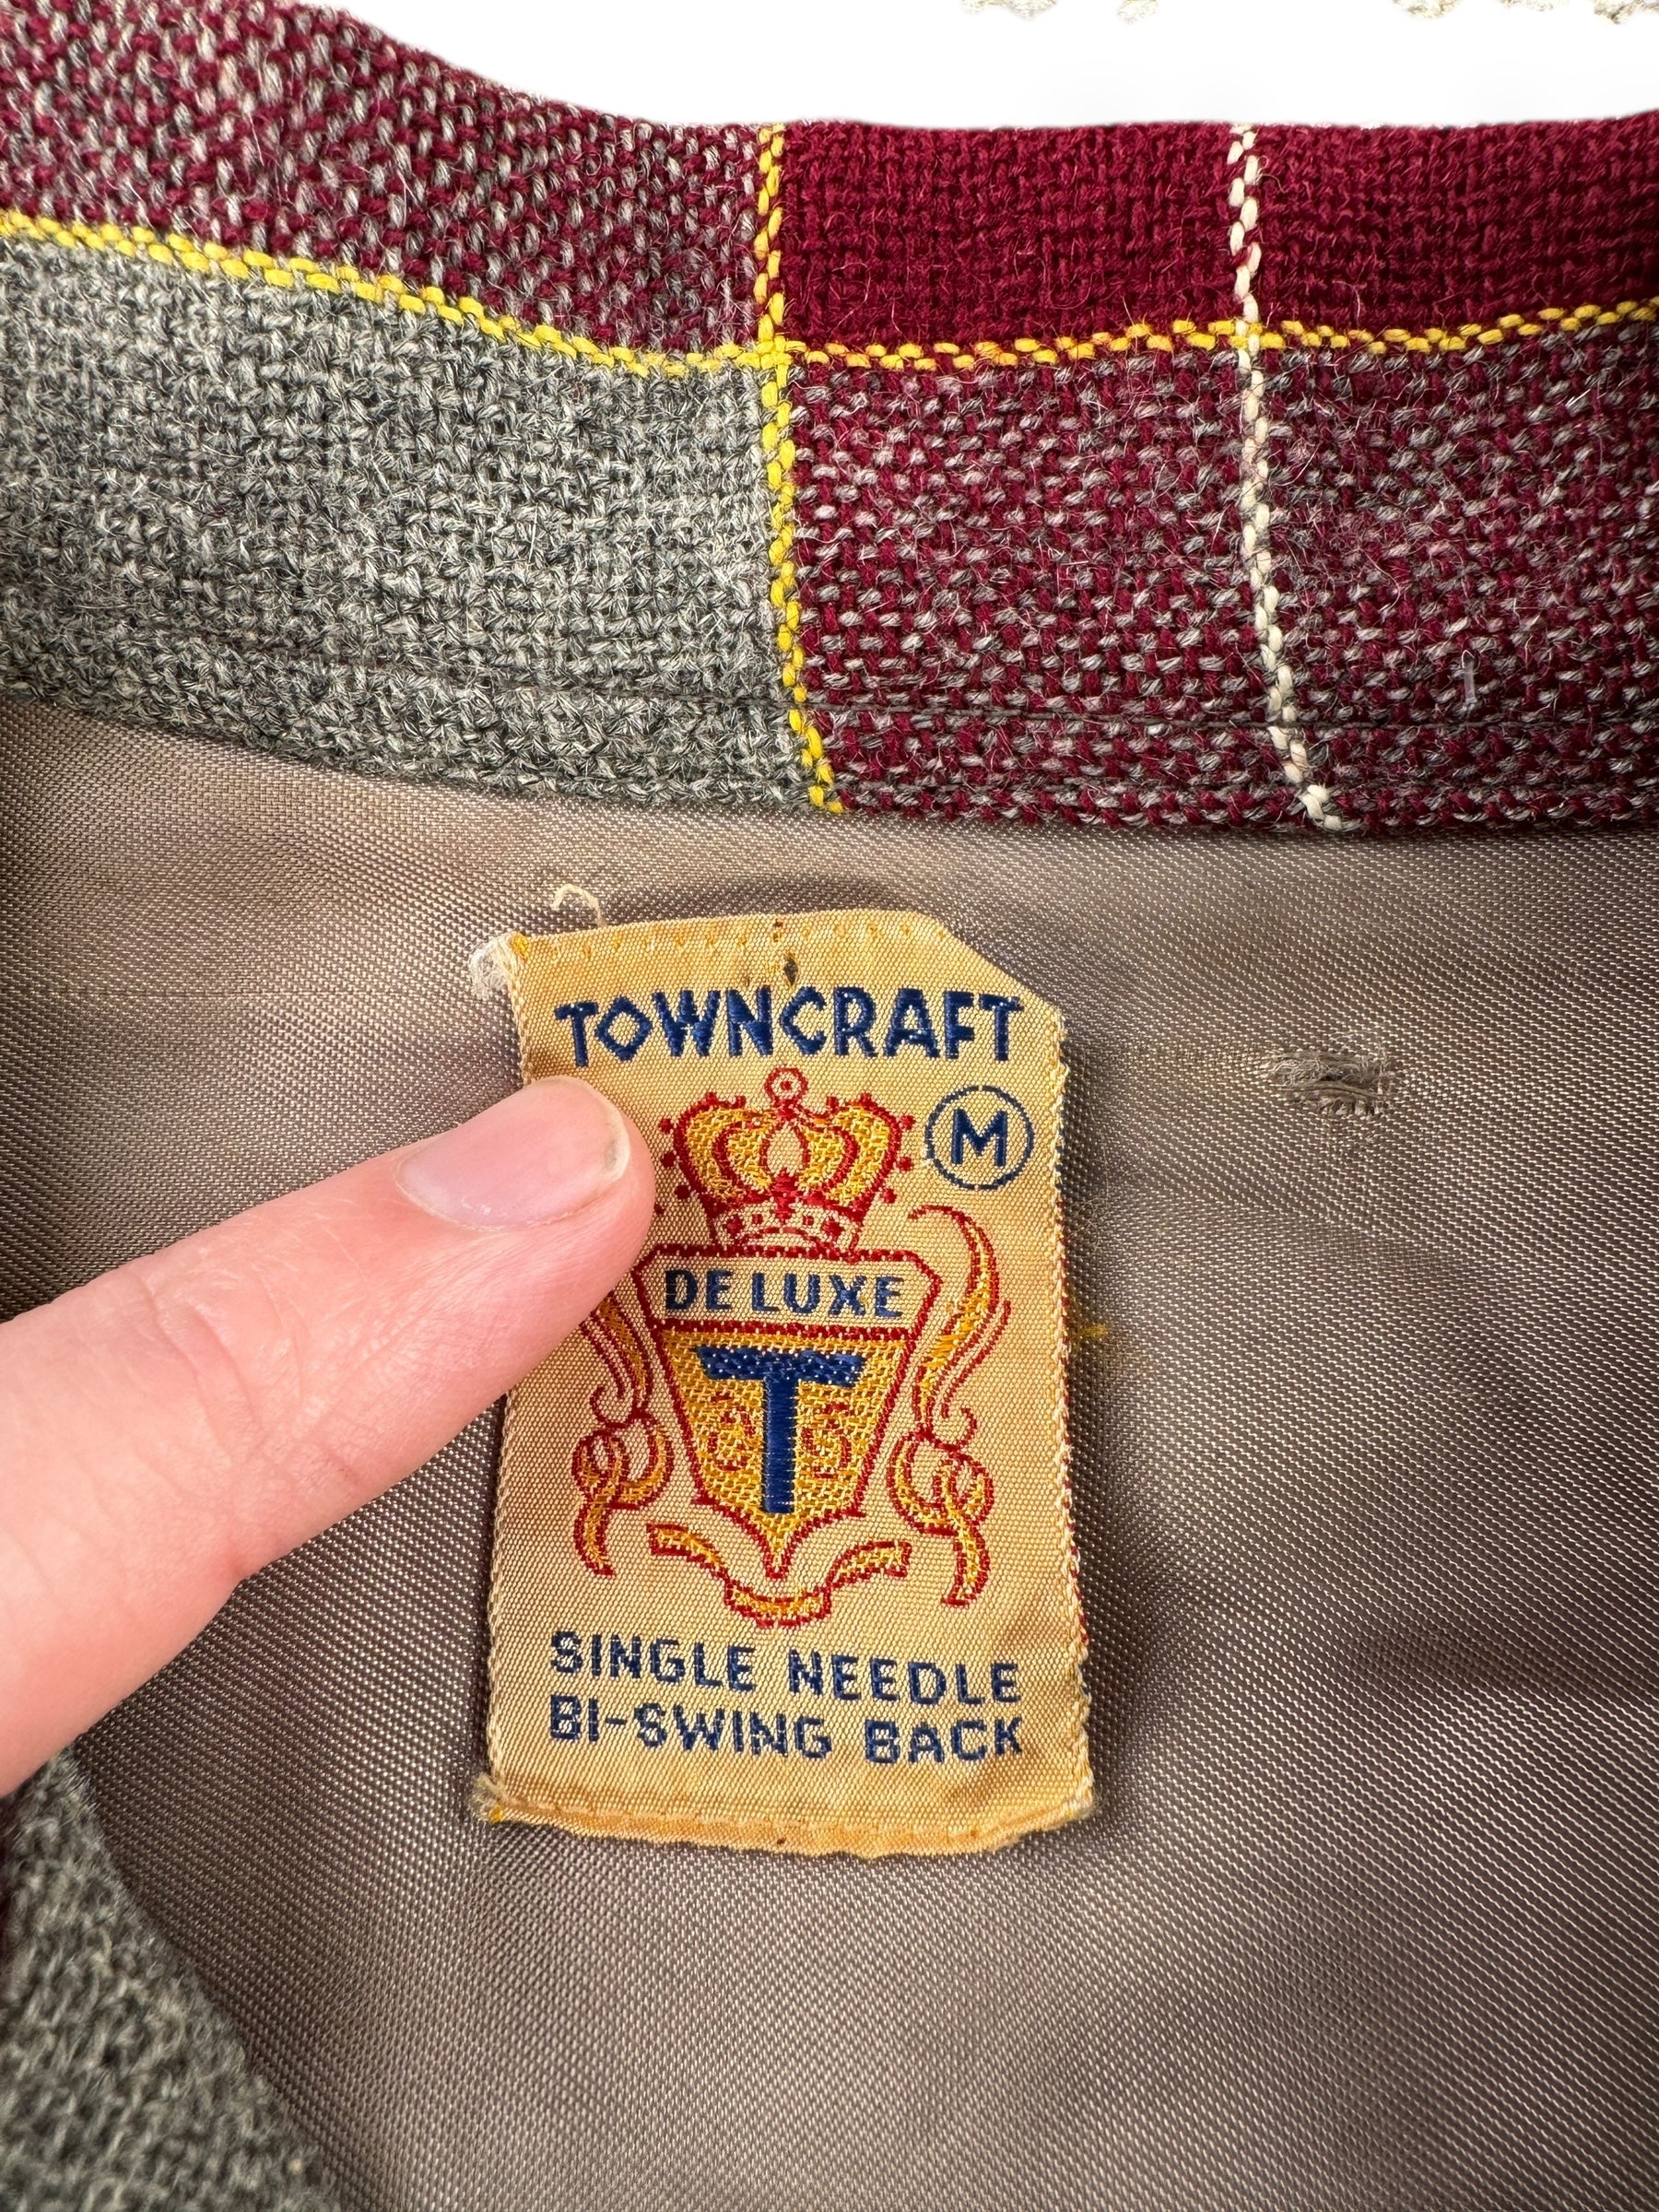 TOWNCRAFT
M
DE LUXE
T
SINGLE NEEDLE
BI-SWING BACK